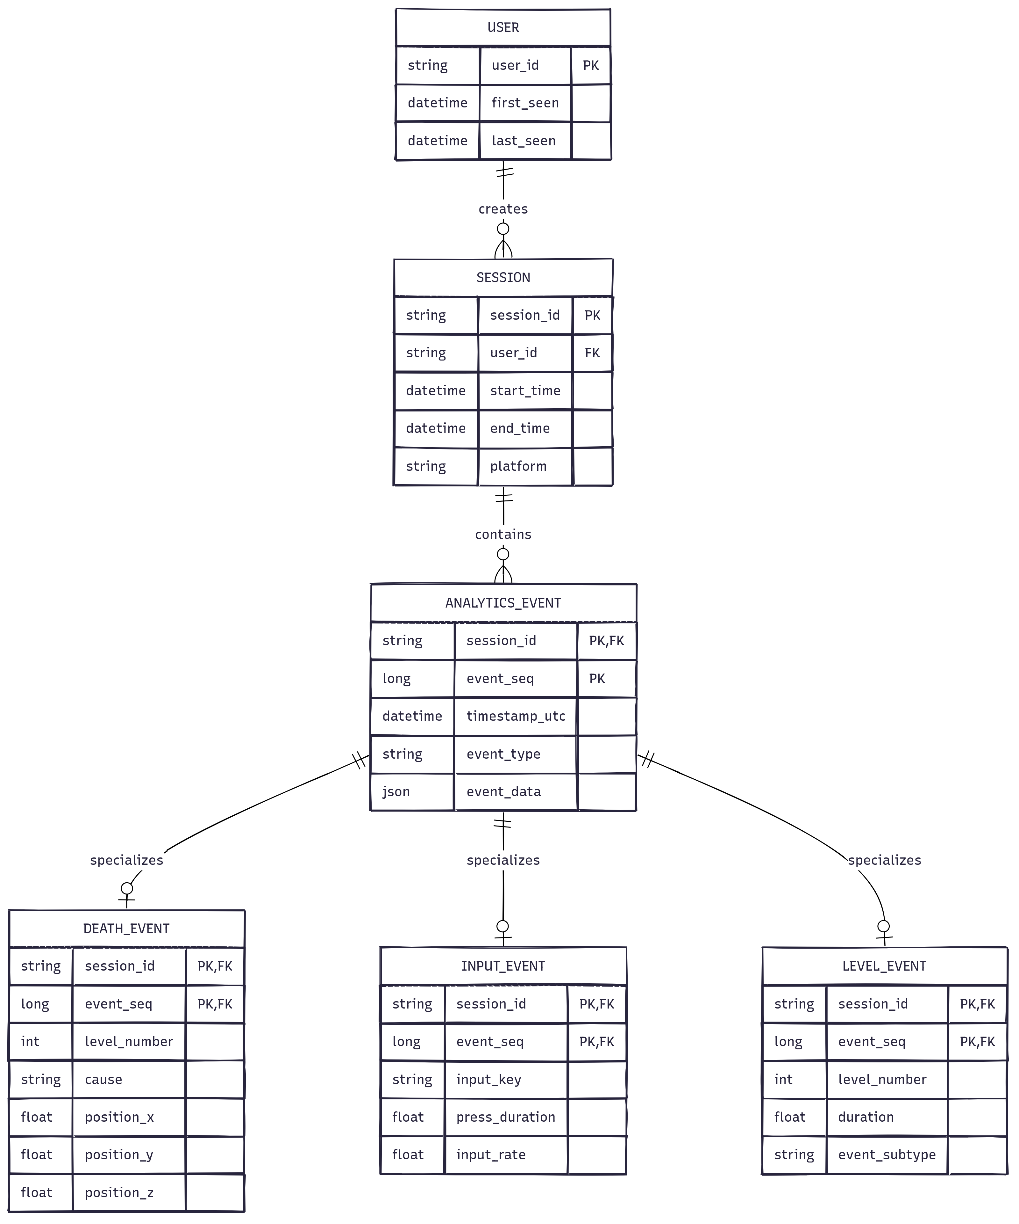 USER
string user_id PK
datetime first_seen
datetime last_seen
creates
SESSION
string session_id PK
string user_id FK
datetime start_time
datetime end_time
string platform
contains
ANALYTICS_EVENT
string session_id PK,FK
long event_seq PK
datetime timestamp_utc
string event_type
json event_data
specializes
specializes
specializes
DEATH_EVENT
string session_id PK,FK
long event_seq PK,FK
int level_number
string cause
float position_x
float position_y
float position_z
INPUT_EVENT
string session_id PK,FK
long event_seq PK,FK
string input_key
float press_duration
float input_rate
LEVEL_EVENT
string session_id PK,FK
long event_seq PK,FK
int level_number
float duration
string event_subtype